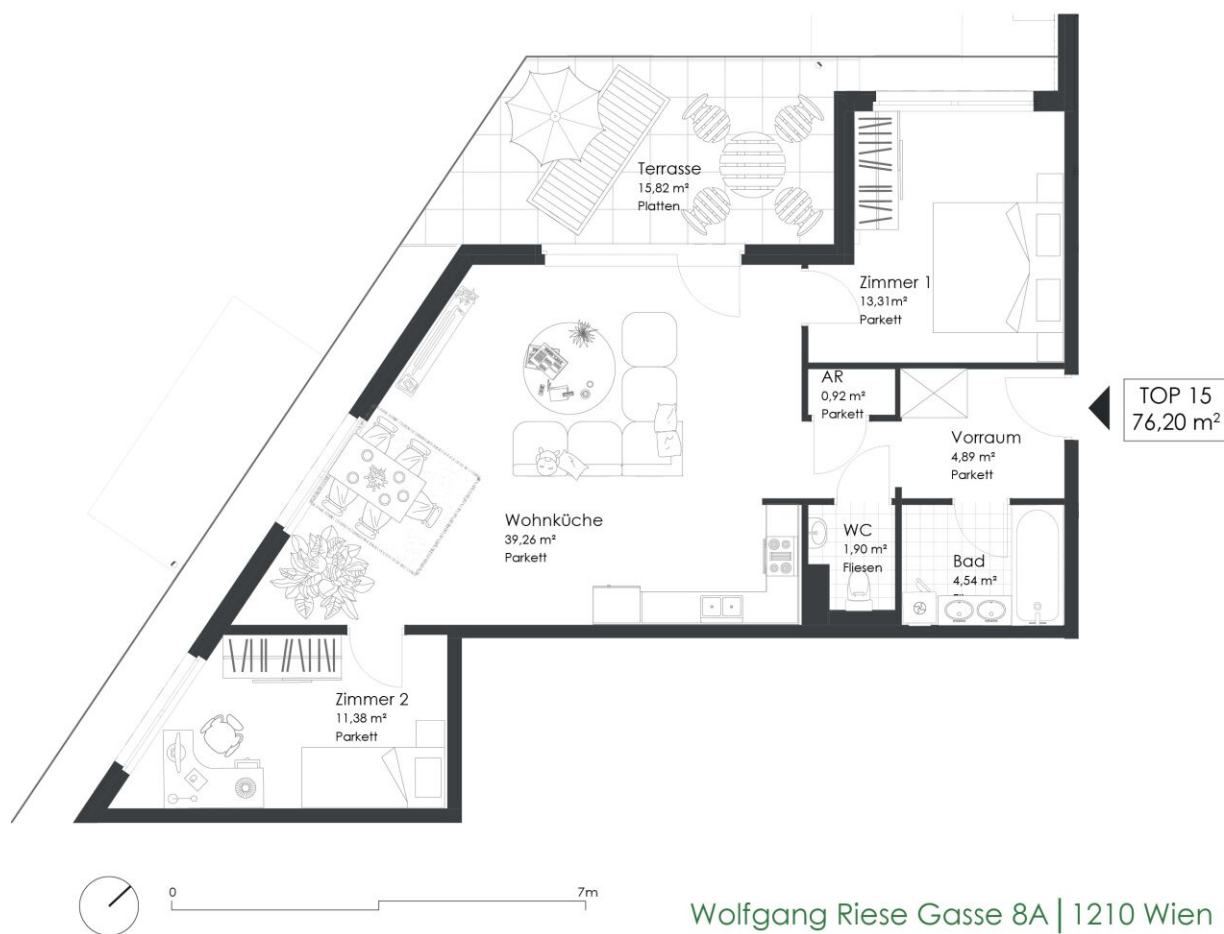 Terrasse
15,82 m²
Platten
Zimmer 1
13,31m²
Parkett
AR
0,92 m²
Parkett
TOP 15
76,20 m²
Vorraum
4,89 m²
Parkett
Wohnküche
39,26 m²
Parkett
WC
1,90 m²
Fliesen
Bad
4,54 m²
Zimmer 2
11,38 m²
Parkett
0
7m
Wolfgang Riese Gasse 8A | 1210 Wien